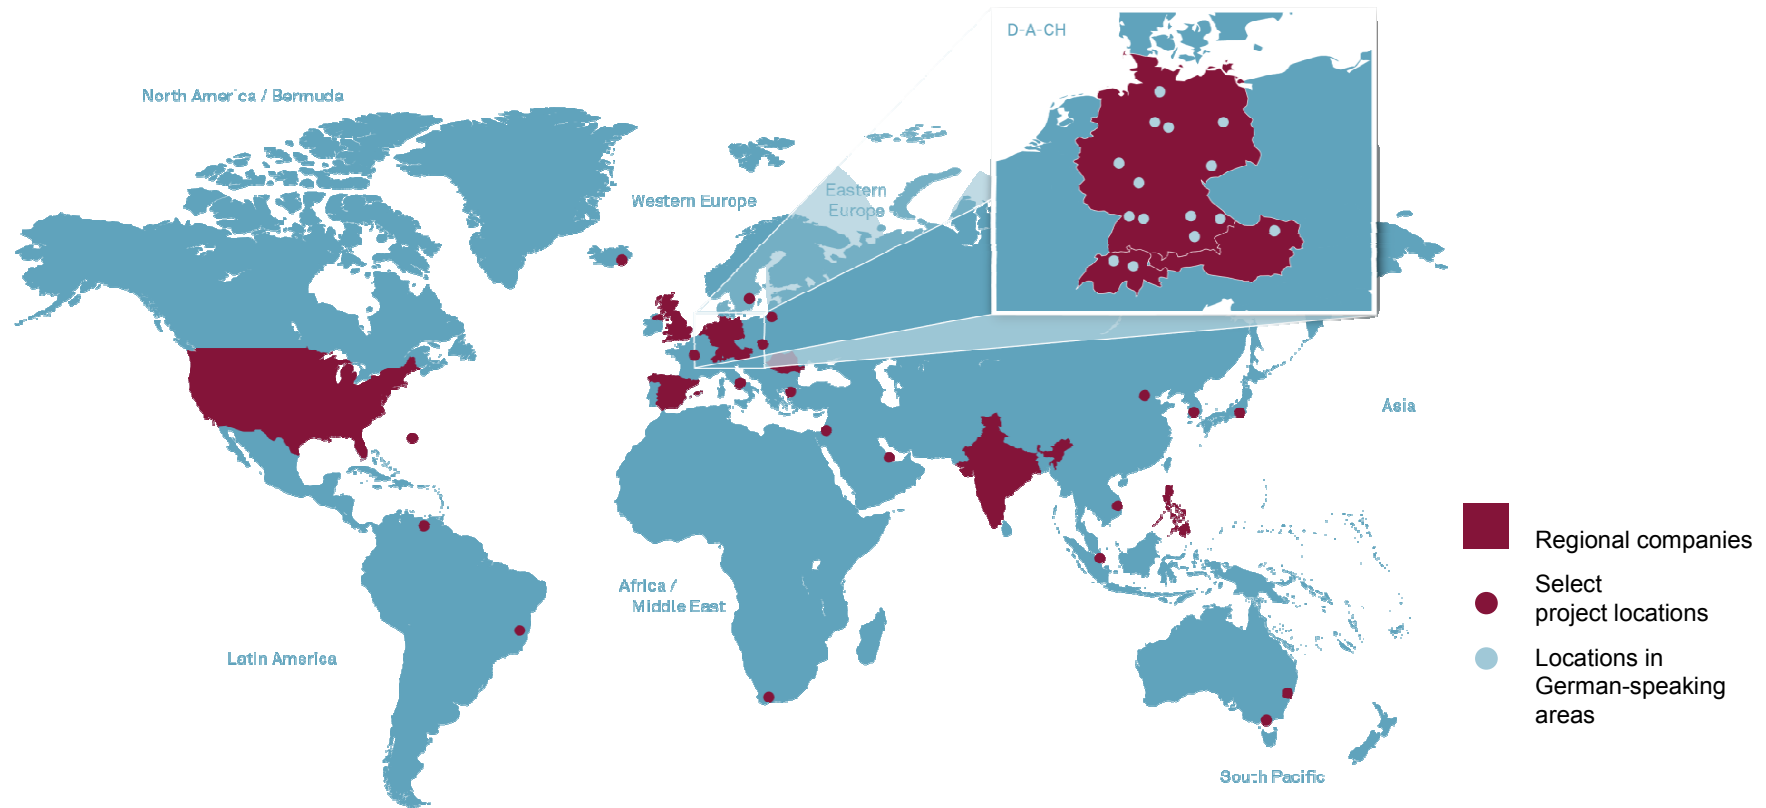 D-A-CH
North America / Bermuda
Western Europe
Eastern
Europe
Asia
Africa /
Middle East
Latin America
South Pacific
Regional companies
Select
project locations
Locations in
German-speaking
areas